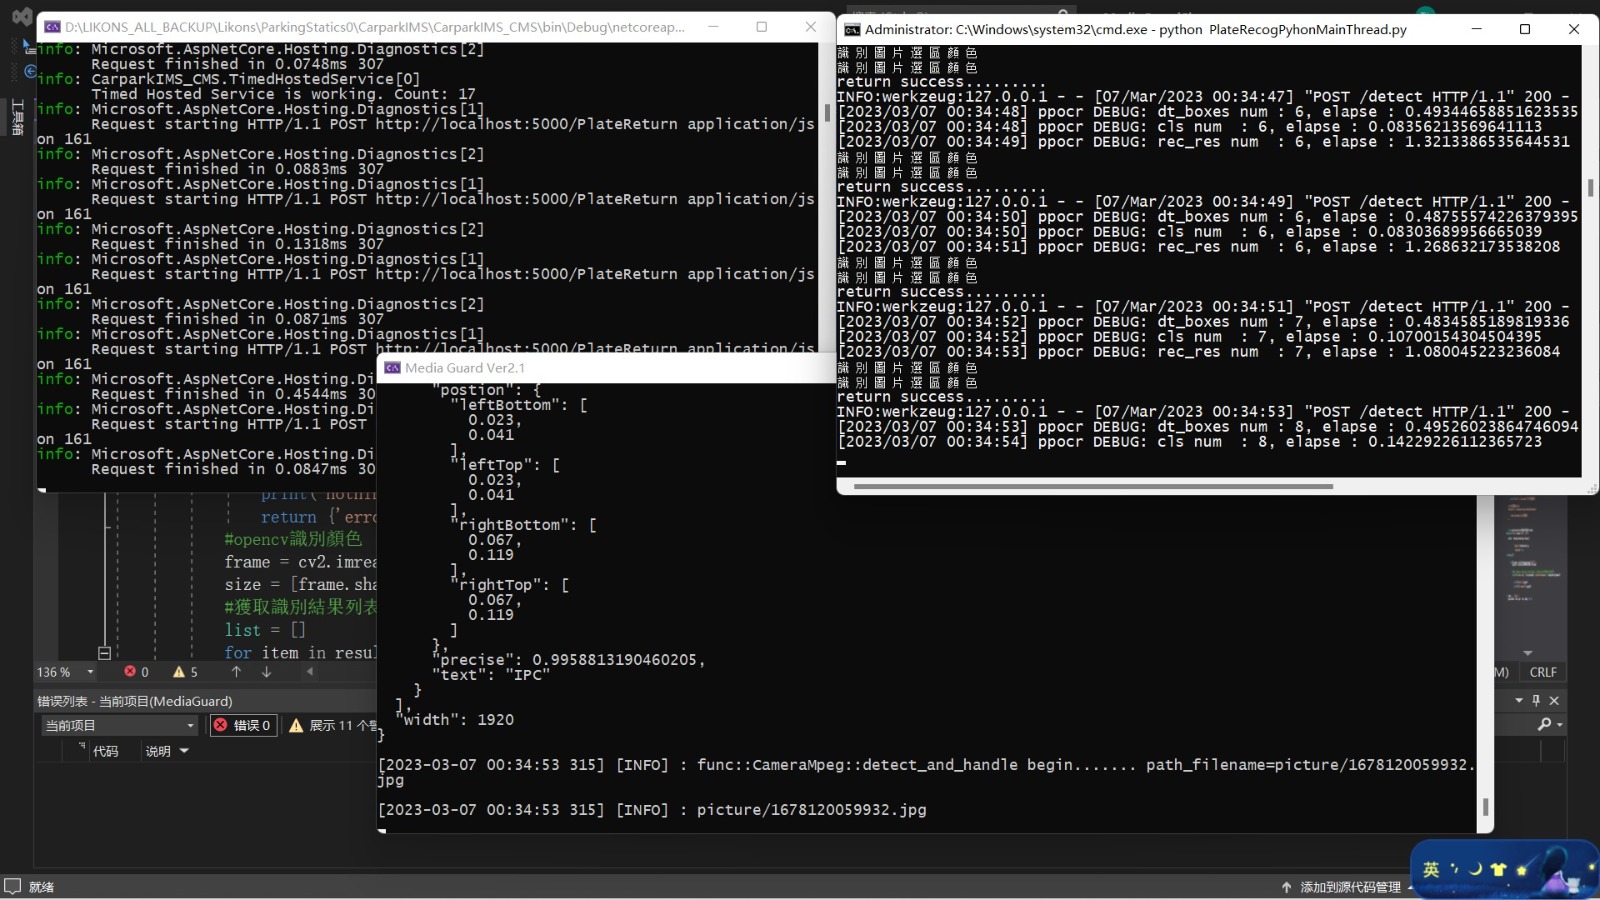 D:\LIKONS_ALL_BACKUP\Likons\ParkingStatics0\CarparkIMS\CarparkIMS_CMS\bin\Debug\netcoreap...
info: Microsoft.AspNetCore.Hosting.Diagnostics[2]
Request finished in 0.0748ms 307
info: CarparkIMS_CMS.TimedHostedService[0]
Timed Hosted Service is working. Count: 17
info: Microsoft.AspNetCore.Hosting.Diagnostics[1]
Request starting HTTP/1.1 POST http://localhost:5000/PlateReturn application/js
on 161
info: Microsoft.AspNetCore.Hosting.Diagnostics[2]
Request finished in 0.0883ms 307
info: Microsoft.AspNetCore.Hosting.Diagnostics[1]
Request starting HTTP/1.1 POST http://localhost:5000/PlateReturn application/js
on 161
info: Microsoft.AspNetCore.Hosting.Diagnostics[2]
Request finished in 0.1318ms 307
info: Microsoft.AspNetCore.Hosting.Diagnostics[1]
Request starting HTTP/1.1 POST http://localhost:5000/PlateReturn application/js
on 161
info: Microsoft.AspNetCore.Hosting.Diagnostics[2]
Request finished in 0.0871ms 307
info: Microsoft.AspNetCore.Hosting.Diagnostics[1]
Request starting HTTP/1.1 POST http://localhost:5000/PlateReturn application/js
on 161
info: Microsoft.AspNetCore.Hosting.Di
Request finished in 0.4544ms 30
info: Microsoft.AspNetCore.Hosting.Di
Request starting HTTP/1.1 POST
on 161
info: Microsoft.AspNetCore.Hosting.Di
Request finished in 0.0847ms 30
Administrator: C:\Windows\system32\cmd.exe - python PlateRecogPyhonMainThread.py
識別圖片選區顏色
識別圖片選區顏色
return success.........
INFO:werkzeug:127.0.0.1 - - [07/Mar/2023 00:34:47] "POST /detect HTTP/1.1" 200 -
[2023/03/07 00:34:48] ppocr DEBUG: dt_boxes num : 6, elapse : 0.49344658851623535
[2023/03/07 00:34:48] ppocr DEBUG: cls num  : 6, elapse : 0.08356213569641113
[2023/03/07 00:34:49] ppocr DEBUG: rec_res num  : 6, elapse : 1.3213386535644531
識別圖片選區顏色
識別圖片選區顏色
return success.........
INFO:werkzeug:127.0.0.1 - - [07/Mar/2023 00:34:49] "POST /detect HTTP/1.1" 200 -
[2023/03/07 00:34:50] ppocr DEBUG: dt_boxes num : 6, elapse : 0.48755574226379395
[2023/03/07 00:34:50] ppocr DEBUG: cls num  : 6, elapse : 0.08303689956665039
[2023/03/07 00:34:51] ppocr DEBUG: rec_res num  : 6, elapse : 1.268632173538208
識別圖片選區顏色
識別圖片選區顏色
return success.........
INFO:werkzeug:127.0.0.1 - - [07/Mar/2023 00:34:51] "POST /detect HTTP/1.1" 200 -
[2023/03/07 00:34:52] ppocr DEBUG: dt_boxes num : 7, elapse : 0.4834585189819336
[2023/03/07 00:34:52] ppocr DEBUG: cls num  : 7, elapse : 0.10700154304504395
[2023/03/07 00:34:53] ppocr DEBUG: rec_res num  : 7, elapse : 1.080045223236084
識別圖片選區顏色
識別圖片選區顏色
return success.........
INFO:werkzeug:127.0.0.1 - - [07/Mar/2023 00:34:53] "POST /detect HTTP/1.1" 200 -
[2023/03/07 00:34:53] ppocr DEBUG: dt_boxes num : 8, elapse : 0.49526023864746094
[2023/03/07 00:34:54] ppocr DEBUG: cls num  : 8, elapse : 0.14229226112365723
Media Guard Ver2.1
"postion": {
"leftBottom": [
0.023,
0.041
],
"leftTop": [
0.023,
0.041
],
"rightBottom": [
0.067,
0.119
],
"rightTop": [
0.067,
0.119
]
},
"precise": 0.9958813190460205,
"text": "IPC"
}
],
"width": 1920
}
[2023-03-07 00:34:53 315] [INFO] : func::CameraMpeg::detect_and_handle begin....... path_filename=picture/1678120059932.
jpg
[2023-03-07 00:34:53 315] [INFO] : picture/1678120059932.jpg
工具箱
print('nothin
return {'erro
#opencv識別顏色
frame = cv2.imrea
size = [frame.sha
#獲取識別結果列表
list = []
for item in resul
136 %
0
5
CRLF
错误列表 - 当前项目(MediaGuard)
当前项目
错误 0
展示 11 个警
代码
说明
就绪
添加到源代码管理
英